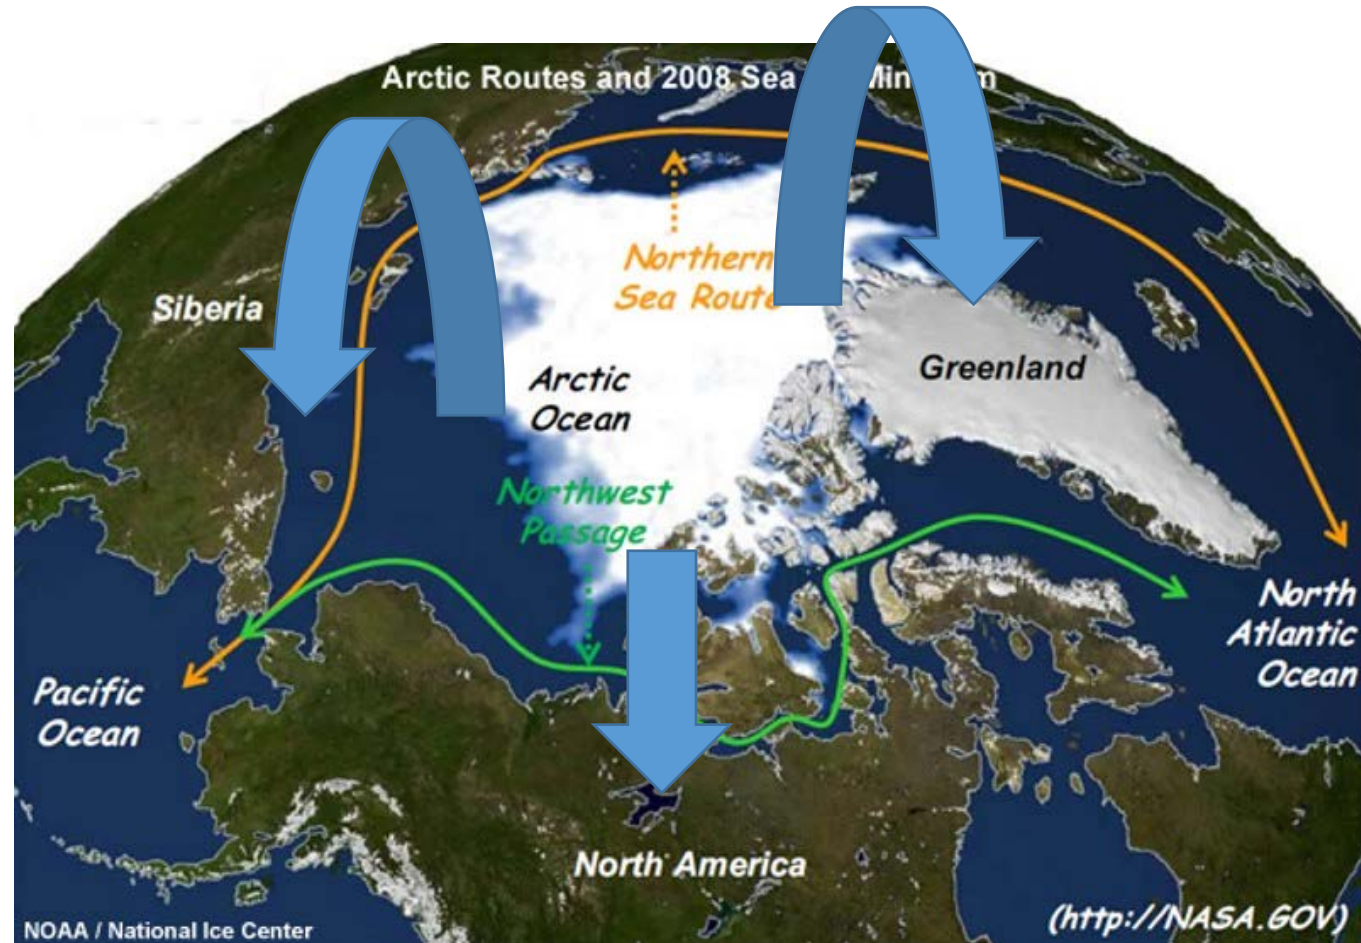 Arctic Routes and 2008 Sea Min m
Northern
Sea Route
Siberia
Greenland
Arctic
Ocean
Northwest
Passage
North
Atlantic
Ocean
Pacific
Ocean
North America
(http://NASA.GOV)
NOAA / National Ice Center